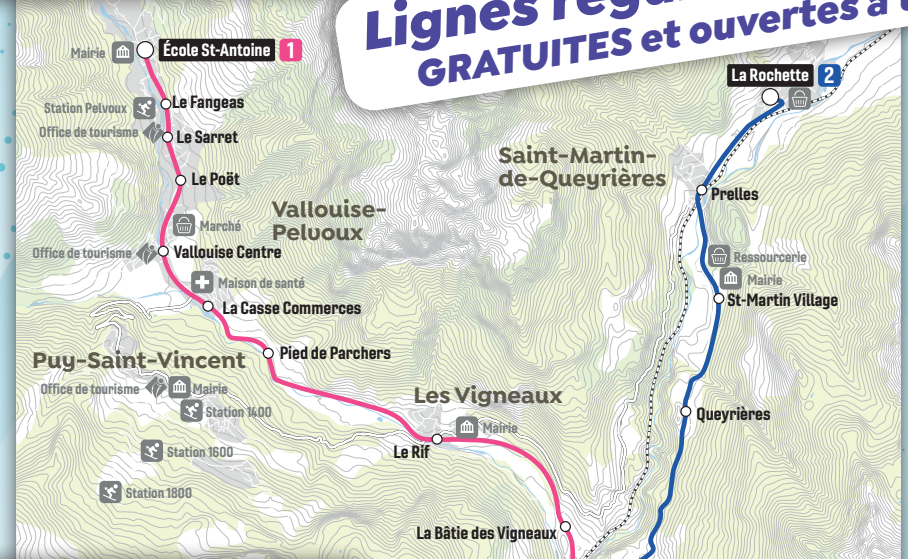 Lignes
GRATUITES et ouvertes à
Mairie
École St-Antoine 1
La Rochette 2
Station Pelvoux
Le Fangeas
Office de tourisme
Le Sarret
Le Poët
Saint-Martin-
de-Queyrières
Prelles
Vallouise-
Pelvoux
Marché
Office de tourisme
Vallouise Centre
Ressourcerie
Mairie
St-Martin Village
Maison de santé
La Casse Commerces
Pied de Parchers
Puy-Saint-Vincent
Office de tourisme
Mairie
Station 1400
Les Vigneaux
Mairie
Queyrières
Le Rif
Station 1600
Station 1800
La Bâtie des Vigneaux